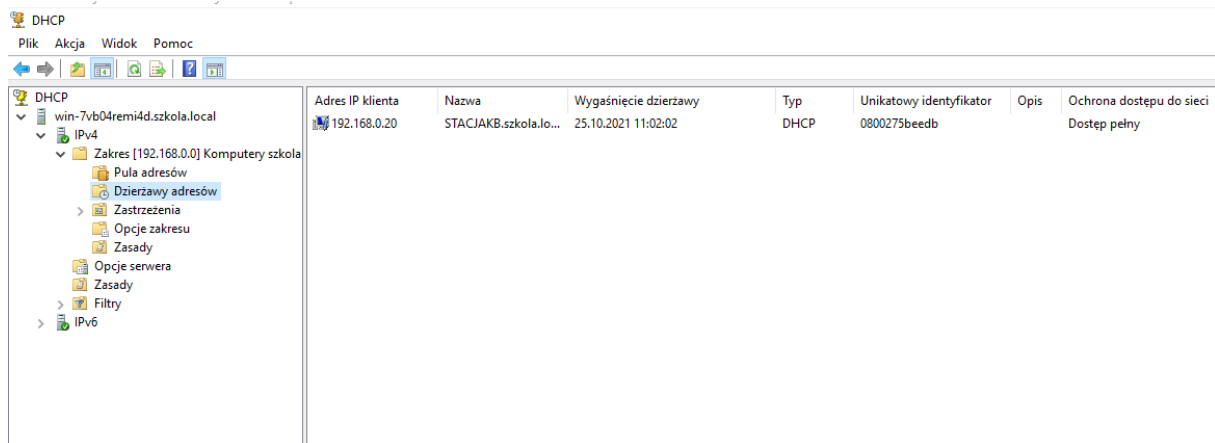 DHCP
Plik Akcja Widok Pomoc
DHCP
win-7vb04remi4d.szkola.local
IPv4
Zakres [192.168.0.0] Komputery szkola
Pula adresów
Dzierżawy adresów
Zastrzeżenia
Opcje zakresu
Zasady
Opcje serwera
Zasady
Filtry
IPv6
Adres IP klienta Nazwa Wygaśnięcie dzierżawy Typ Unikatowy identyfikator Opis Ochrona dostępu do sieci
192.168.0.20 STACJAKB.szkola.lo... 25.10.2021 11:02:02 DHCP 0800275beedb Dostęp pełny